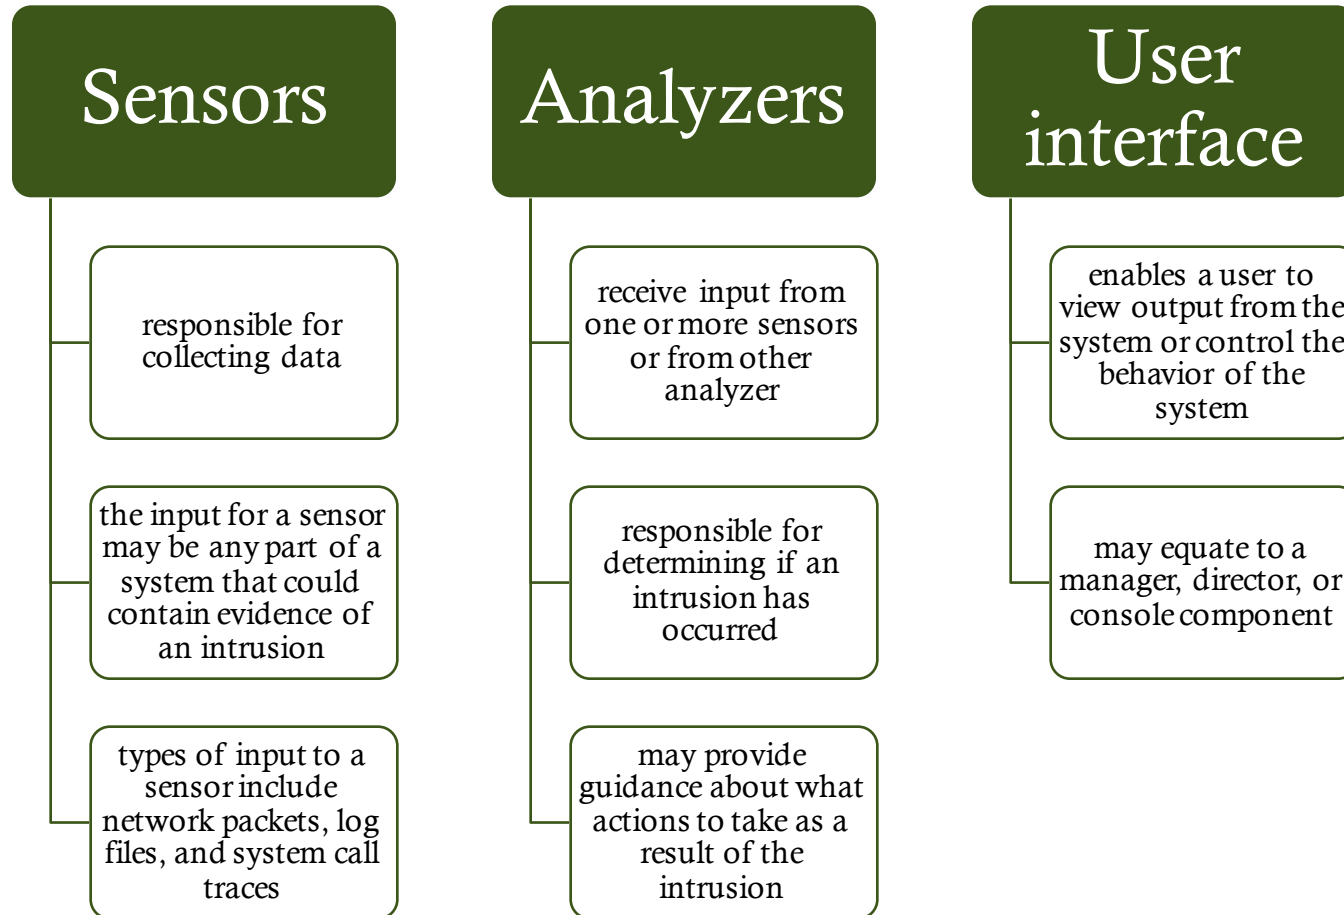 Sensors
responsible for
collecting data
the input for a sensor
may be any part of a
system that could
contain evidence of
an intrusion
types of input to a
sensor include
network packets, log
files, and system call
traces
Analyzers
receive input from
one or more sensors
or from other
analyzer
responsible for
determining if an
intrusion has
occurred
may provide
guidance about what
actions to take as a
result of the
intrusion
User
interface
enables a user to
view output from the
system or control the
behavior of the
system
may equate to a
manager, director, or
console component